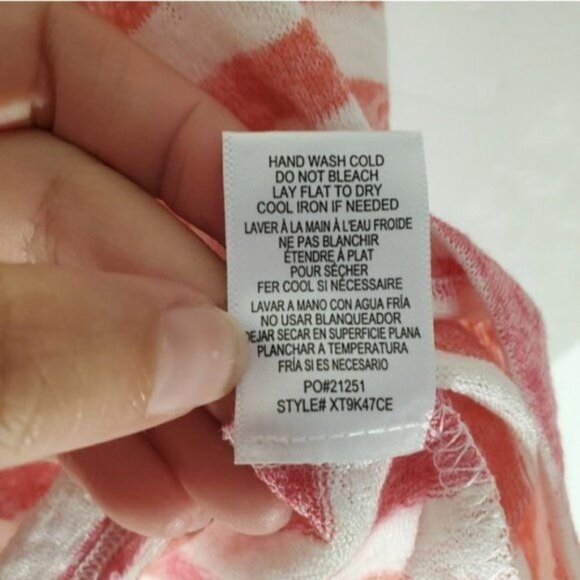 HAND WASH COLD
DO NOT BLEACH
LAY FLAT TO DRY
COOL IRON IF NEEDED
LAVER À LA MAIN À L'EAU FROIDE
NE PAS BLANCHIR
ÉTENDRE À PLAT
POUR SÉCHER
FER COOL SI NÉCESSAIRE
LAVAR A MANO CON AGUA FRÍA
NO USAR BLANQUEADOR
DEJAR SECAR EN SUPERFICIE PLANA
PLANCHAR A TEMPERATURA
FRÍA SI ES NECESARIO
PO#21251
STYLE# XT9K47CE